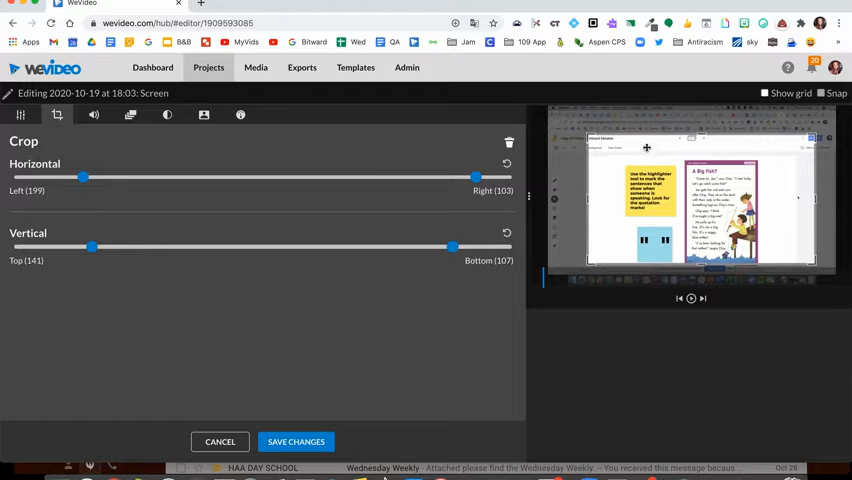 WeVideo
wevideo.com/hub/#editor/1909593085
Apps
M
Q
B&B
MyVids
Bitward
Wed
QA
Jam
109 App
Aspen CPS
Antiracism
sky
wevideo
Dashboard
Projects
Media
Exports
Templates
Admin
20
Editing 2020-10-19 at 18:03: Screen
Show grid
Snap
Crop
Horizontal
Left (199)
Right (103)
Vertical
Top (141)
Bottom (107)
Use the highlighter
tool to mark the
sentences that
show when
someone is
speaking. Look for
the quotation
marks!
A Big Fish?
CANCEL
SAVE CHANGES
HAA DAY SCHOOL
Wednesday Weekly - Attached please find the Wednesday Weekly. -- You received this message because...
Oct 28